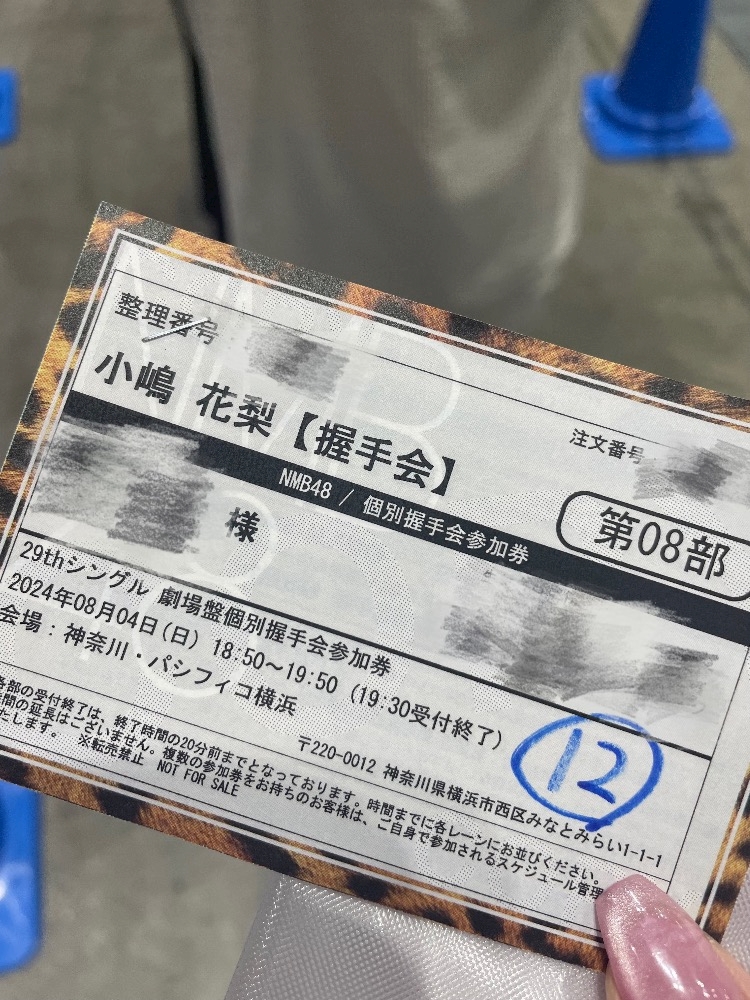 整理番号
小嶋 花梨【握手会】
注文番号
NMB48 / 個別握手会参加券
第08部
様
29thシングル 劇場盤個別握手会参加券
2024年08月04日(日) 18:50～19:50 (19:30受付終了)
会場：神奈川・パシフィコ横浜
〒220-0012 神奈川県横浜市西区みなとみらい1-1-1
12
各部の受付終了は、終了時間の20分前までとなっております。時間までに各レーンにお並びください。
時間の延長はございません。複数の参加券をお持ちのお客様は、ご自身で参加されるスケジュール管理
たします。 ※転売禁止 NOT FOR SALE